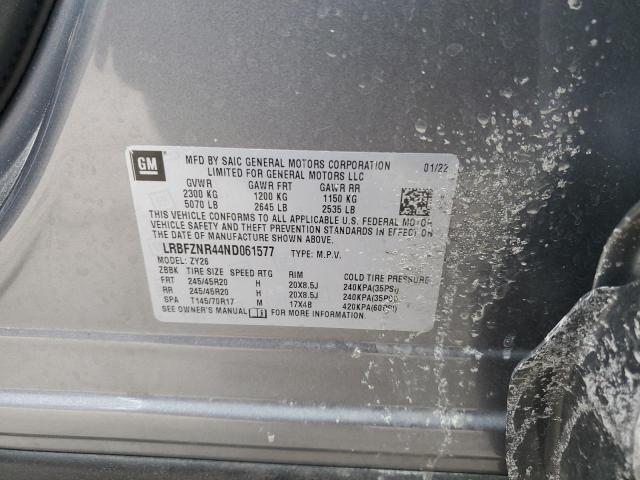 GM
MFD BY SAIC GENERAL MOTORS CORPORATION 01/22
LIMITED FOR GENERAL MOTORS LLC
GVWR GAWR FRT GAWR RR
2300 KG 1200 KG 1150 KG
5070 LB 2645 LB 2535 LB
THIS VEHICLE CONFORMS TO ALL APPLICABLE U.S. FEDERAL MOTOR
VEHICLE SAFETY AND THEFT PREVENTION STANDARDS IN EFFECT ON
THE DATE OF MANUFACTURE SHOWN ABOVE.
LRBFZNR44ND061577 TYPE: M.P.V.
MODEL: ZY26
ZBBK TIRE SIZE SPEED RTG RIM COLD TIRE PRESSURE
FRT 245/45R20 H 20X8.5J 240KPA(35PSI)
RR 245/45R20 H 20X8.5J 240KPA(35PSI)
SPA T145/70R17 M 17X4B 420KPA(60PSI)
SEE OWNER'S MANUAL FOR MORE INFORMATION.